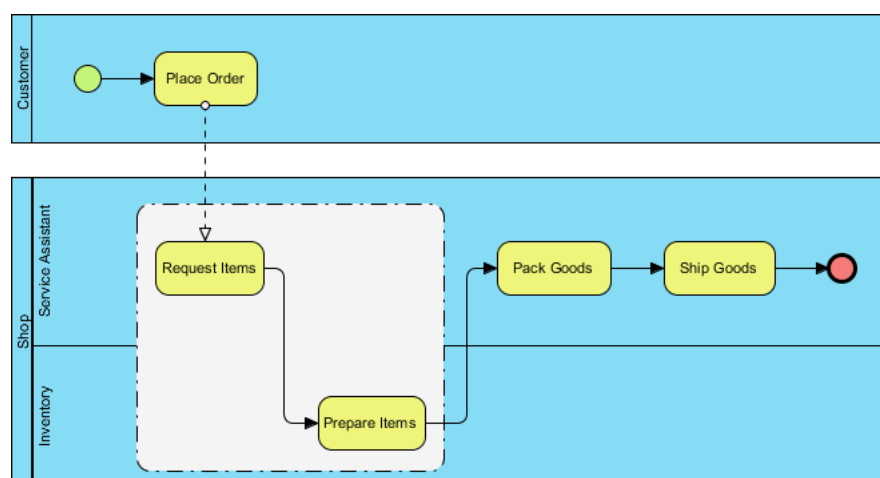 Customer
Place Order
Shop
Service Assistant
Request Items
Pack Goods
Ship Goods
Inventory
Prepare Items